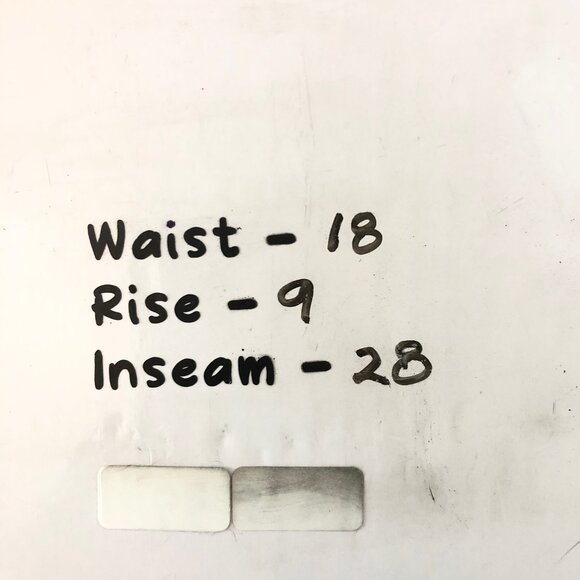 Waist - 18
Rise - 9
Inseam - 28